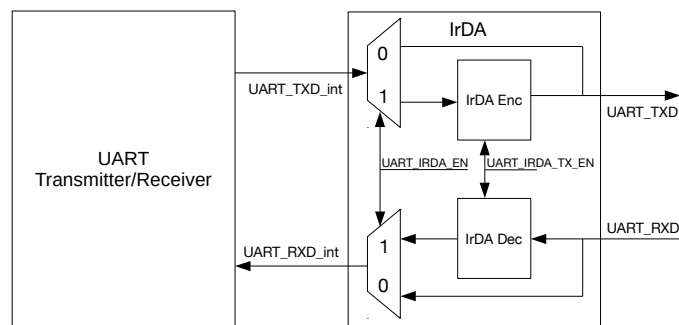 IrDA
0
UART_TXD_int
1
IrDA Enc
UART_TXD
UART
Transmitter/Receiver
UART_IRDA_EN
UART_IRDA_TX_EN
UART_RXD_int
1
IrDA Dec
UART_RXD
0